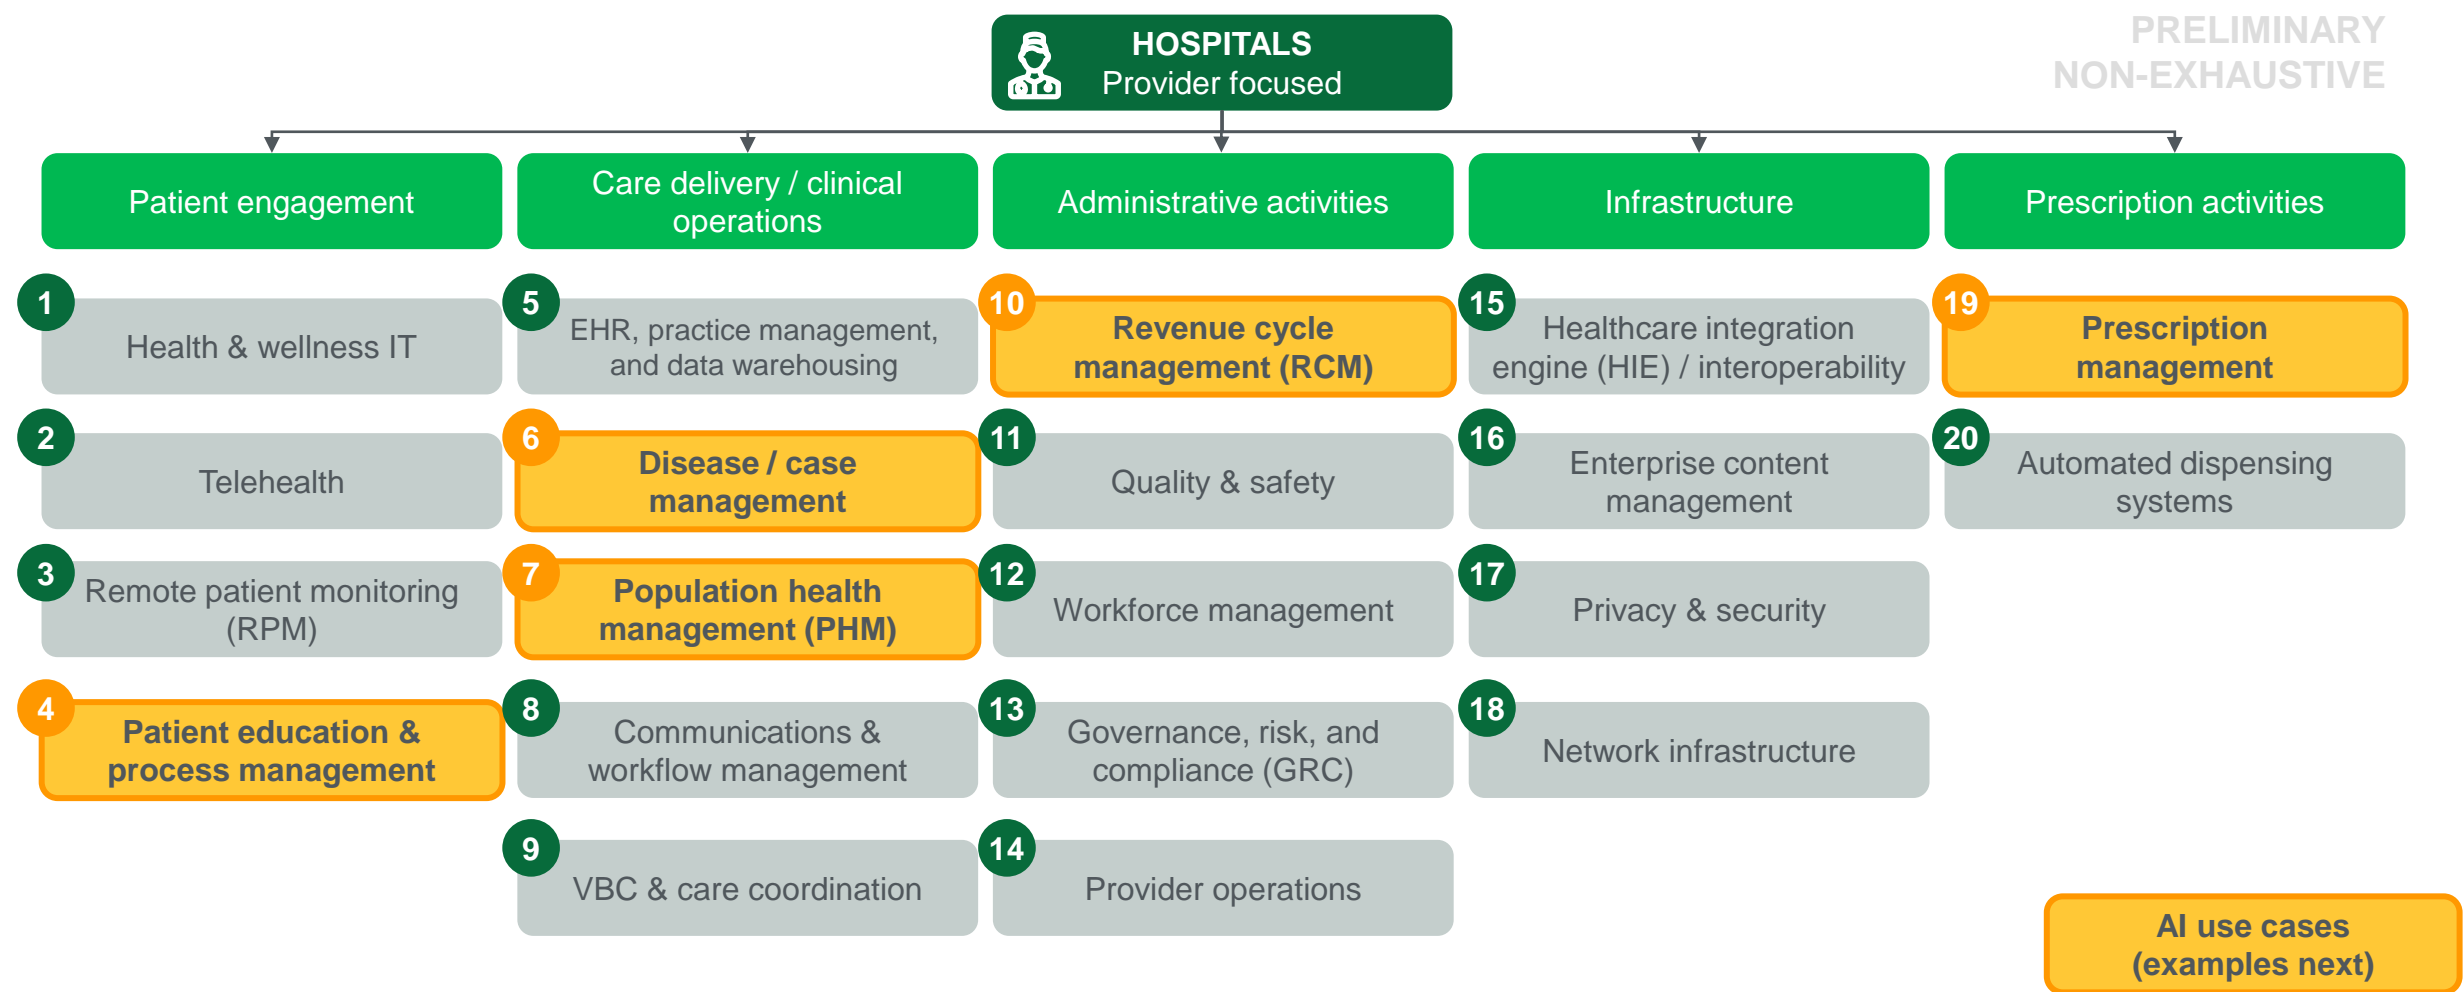 HOSPITALS
Provider focused
PRELIMINARY
NON-EXHAUSTIVE
Patient engagement
Care delivery / clinical
operations
Administrative activities
Infrastructure
Prescription activities
1
Health & wellness IT
2
Telehealth
3
Remote patient monitoring
(RPM)
4
Patient education &
process management
5
EHR, practice management,
and data warehousing
6
Disease / case
management
7
Population health
management (PHM)
8
Communications &
workflow management
9
VBC & care coordination
10
Revenue cycle
management (RCM)
11
Quality & safety
12
Workforce management
13
Governance, risk, and
compliance (GRC)
14
Provider operations
15
Healthcare integration
engine (HIE) / interoperability
16
Enterprise content
management
17
Privacy & security
18
Network infrastructure
19
Prescription
management
20
Automated dispensing
systems
AI use cases
(examples next)